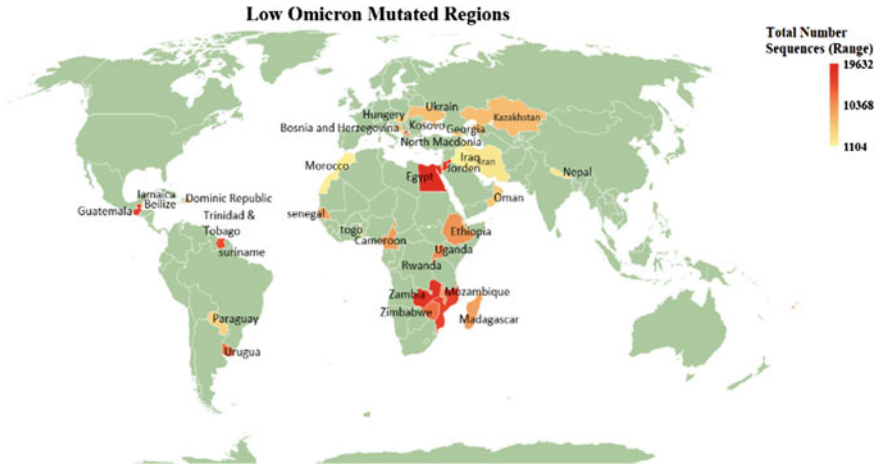 Low Omicron Mutated Regions
Total Number
Sequences (Range)
19632
10368
1104
Ukrain
Hungery
Kazakhstan
Bosnia and Herzegovina
Kosovo
Georgia
North Macdonia
Iraq
Iran
Morocco
Jorden
Egypt
Nepal
Jamaica
Beilize
Dominic Republic
Oman
Guatemala
Trinidad &
Tobago
senegal
togo
Ethiopia
Cameroon
suriname
Uganda
Rwanda
Zambia
Mozambique
Zimbabwe
Madagascar
Paraguay
Urugua